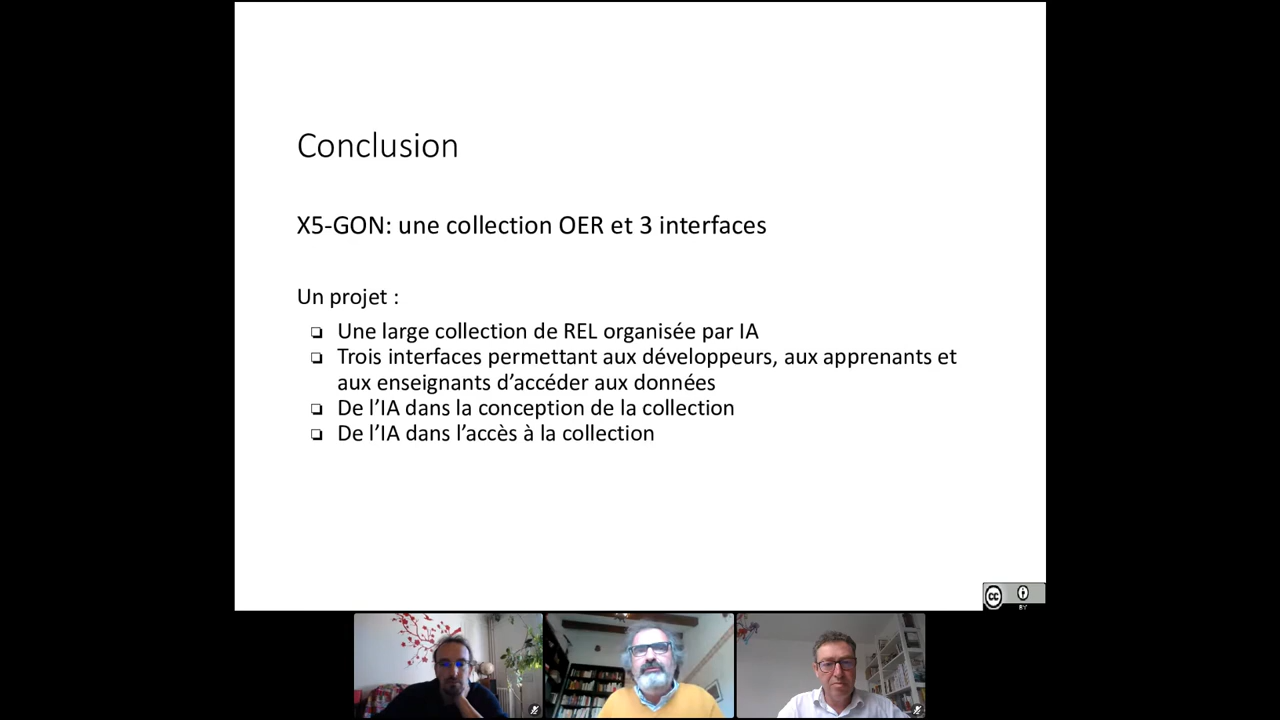 Conclusion
X5-GON: une collection OER et 3 interfaces
Un projet :
Une large collection de REL organisée par IA
Trois interfaces permettant aux développeurs, aux apprenants et
aux enseignants d’accéder aux données
De l’IA dans la conception de la collection
De l’IA dans l’accès à la collection
cc
BY